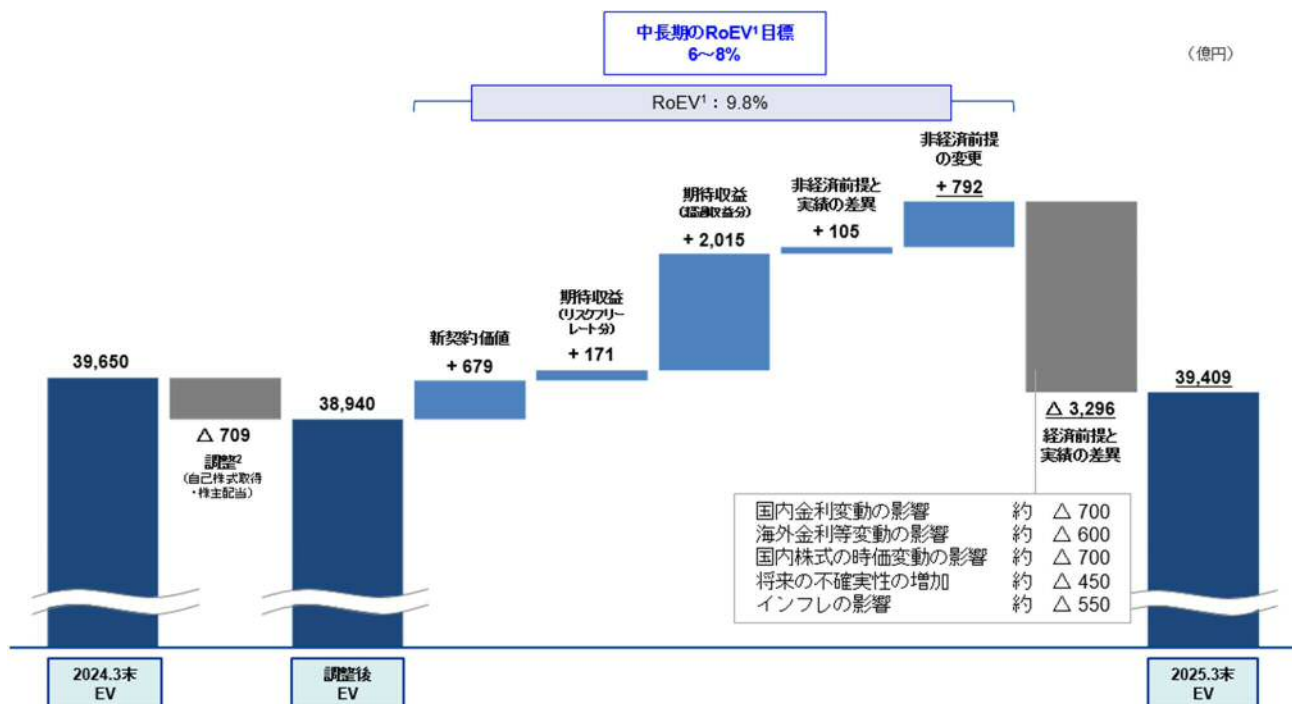 中長期のRoEV¹目標
6～8%
（億円）
RoEV¹：9.8%
39,650
△ 709
調整²
（自己株式取得
・株主配当）
38,940
新契約価値
+ 679
期待収益
（リスクフリー
レート分）
+ 171
期待収益
（超過収益分）
+ 2,015
非経済前提と
実績の差異
+ 105
非経済前提
の変更
+ 792
△ 3,296
経済前提と
実績の差異
39,409
国内金利変動の影響 約 △ 700
海外金利等変動の影響 約 △ 600
国内株式の時価変動の影響 約 △ 700
将来の不確実性の増加 約 △ 450
インフレの影響 約 △ 550
2024.3末
EV
調整後
EV
2025.3末
EV